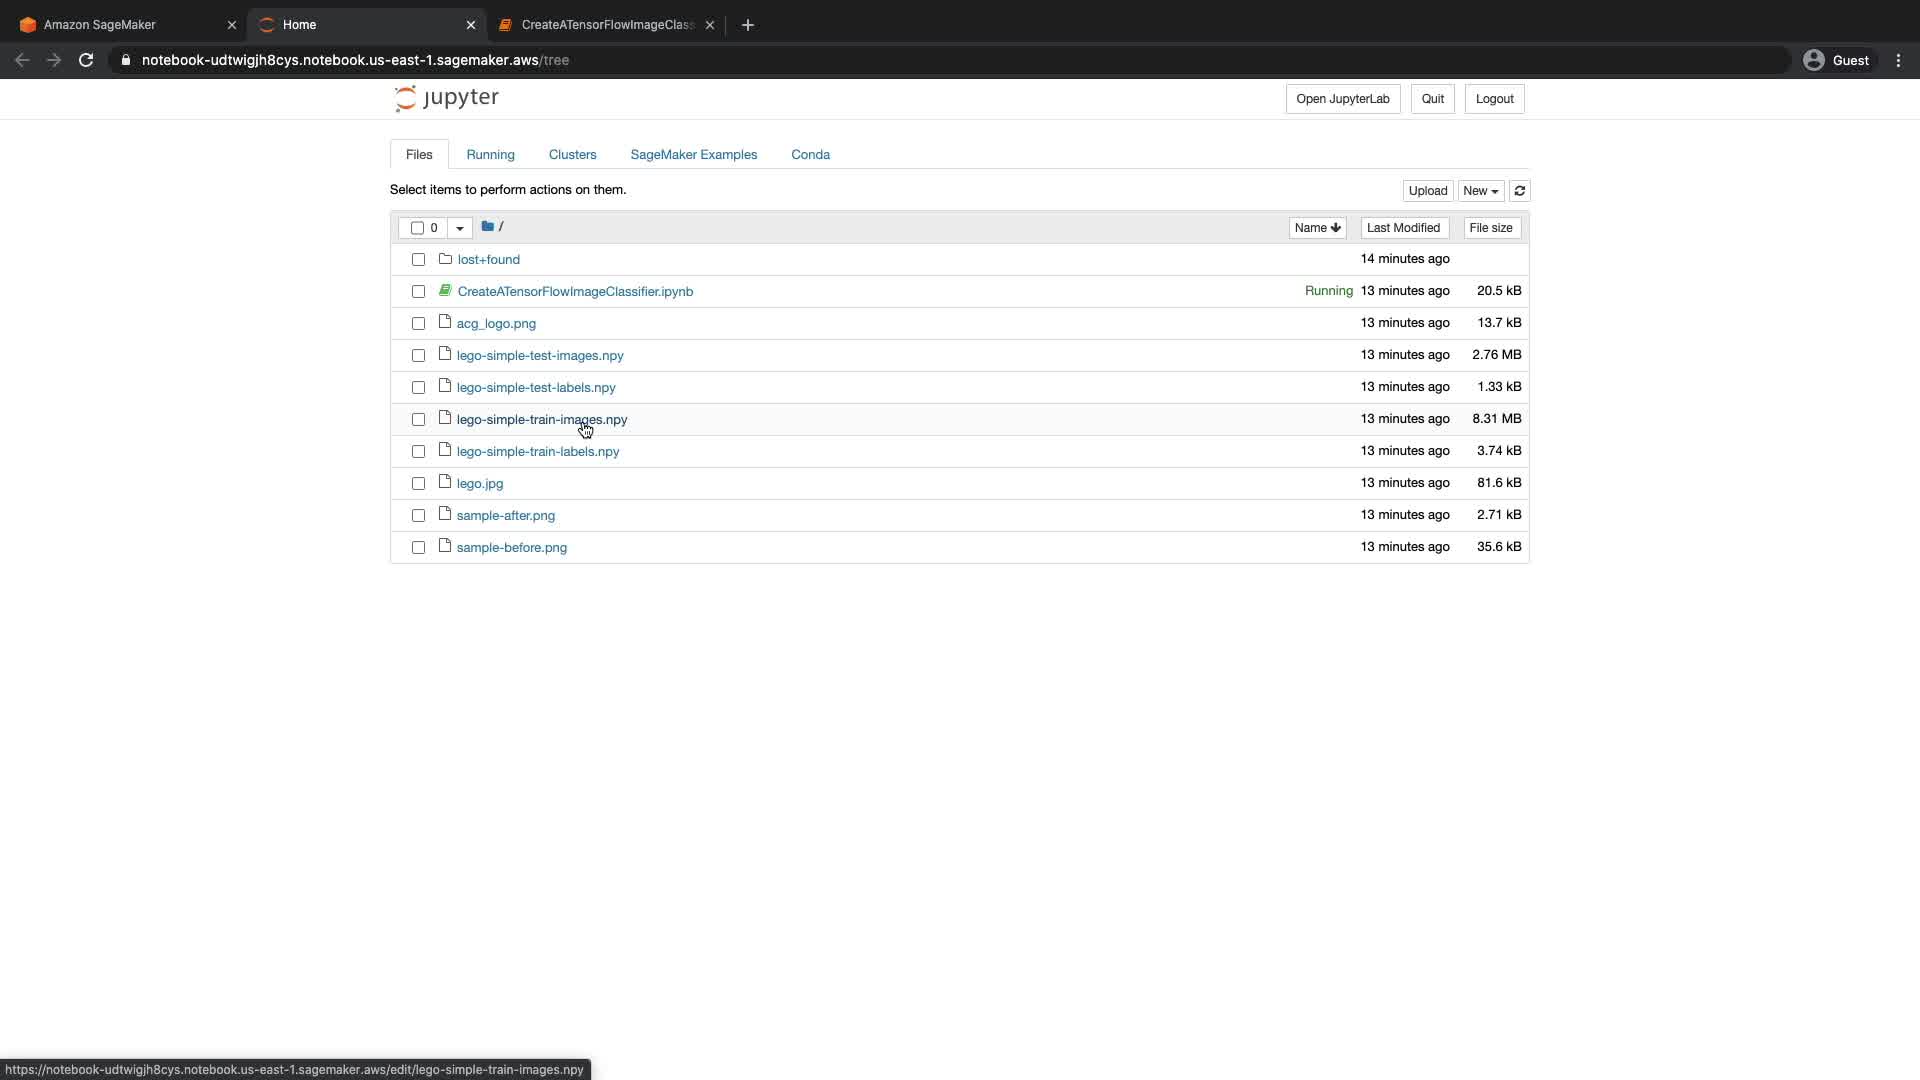 Amazon SageMaker
Home
CreateATensorFlowImageClass
notebook-udtwigjh8cys.notebook.us-east-1.sagemaker.aws/tree
Guest
jupyter
Open JupyterLab
Quit
Logout
Files
Running
Clusters
SageMaker Examples
Conda
Select items to perform actions on them.
Upload
New
0
/
Name
Last Modified
File size
lost+found 14 minutes ago
CreateATensorFlowImageClassifier.ipynb Running 13 minutes ago 20.5 kB
acg_logo.png 13 minutes ago 13.7 kB
lego-simple-test-images.npy 13 minutes ago 2.76 MB
lego-simple-test-labels.npy 13 minutes ago 1.33 kB
lego-simple-train-images.npy 13 minutes ago 8.31 MB
lego-simple-train-labels.npy 13 minutes ago 3.74 kB
lego.jpg 13 minutes ago 81.6 kB
sample-after.png 13 minutes ago 2.71 kB
sample-before.png 13 minutes ago 35.6 kB
https://notebook-udtwigjh8cys.notebook.us-east-1.sagemaker.aws/edit/lego-simple-train-images.npy